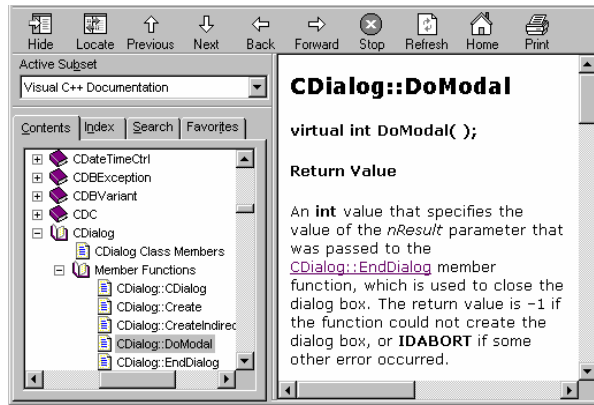 Hide Locate Previous Next Back Forward Stop Refresh Home Print
Active Subset
Visual C++ Documentation
Contents Index Search Favorites
CDateTimeCtrl
CDBException
CDBVariant
CDC
CDialog
CDialog Class Members
Member Functions
CDialog::CDialog
CDialog::Create
CDialog::CreateIndirec
CDialog::DoModal
CDialog::EndDialog
CDialog::DoModal
virtual int DoModal( );
Return Value
An int value that specifies the
value of the nResult parameter that
was passed to the
CDialog::EndDialog member
function, which is used to close the
dialog box. The return value is –1 if
the function could not create the
dialog box, or IDABORT if some
other error occurred.